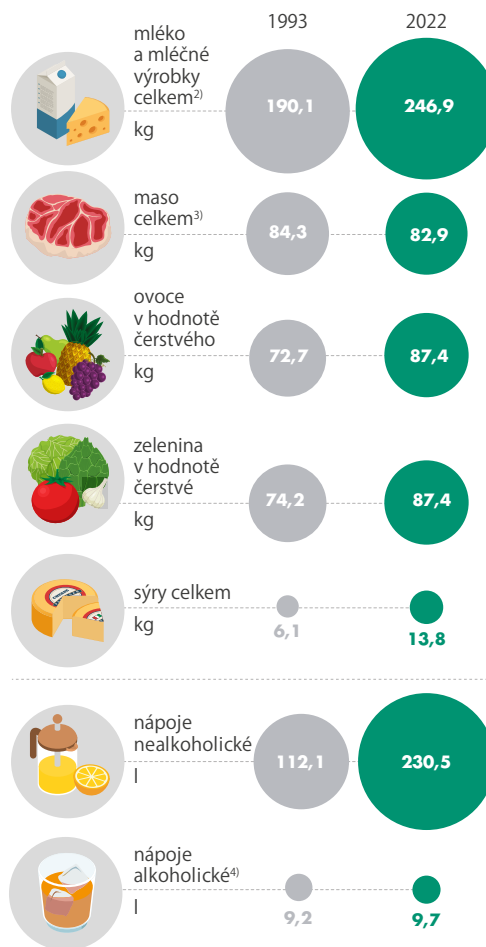 1993 2022
mléko
a mléčné
výrobky
celkem²⁾
kg
190,1 246,9
maso
celkem³⁾
kg
84,3 82,9
ovoce
v hodnotě
čerstvého
kg
72,7 87,4
zelenina
v hodnotě
čerstvé
kg
74,2 87,4
sýry celkem
kg
6,1 13,8
nápoje
nealkoholické
l
112,1 230,5
nápoje
alkoholické⁴⁾
l
9,2 9,7